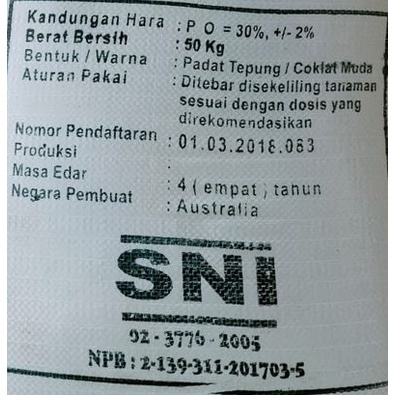 Kandungan Hara : P O = 30%, +/- 2%
Berat Bersih : 50 Kg
Bentuk / Warna : Padat Tepung / Coklat Muda
Aturan Pakai : Ditebar disekeliling tanaman
sesuai dengan dosis yang
direkomendasikan
Nomor Pendaftaran : 01.03.2018.063
Produksi
Masa Edar : 4 ( empat ) tahun
Negara Pembuat : Australia
SNI
02-3776-2005
NPB : 2-139-311-201703-5